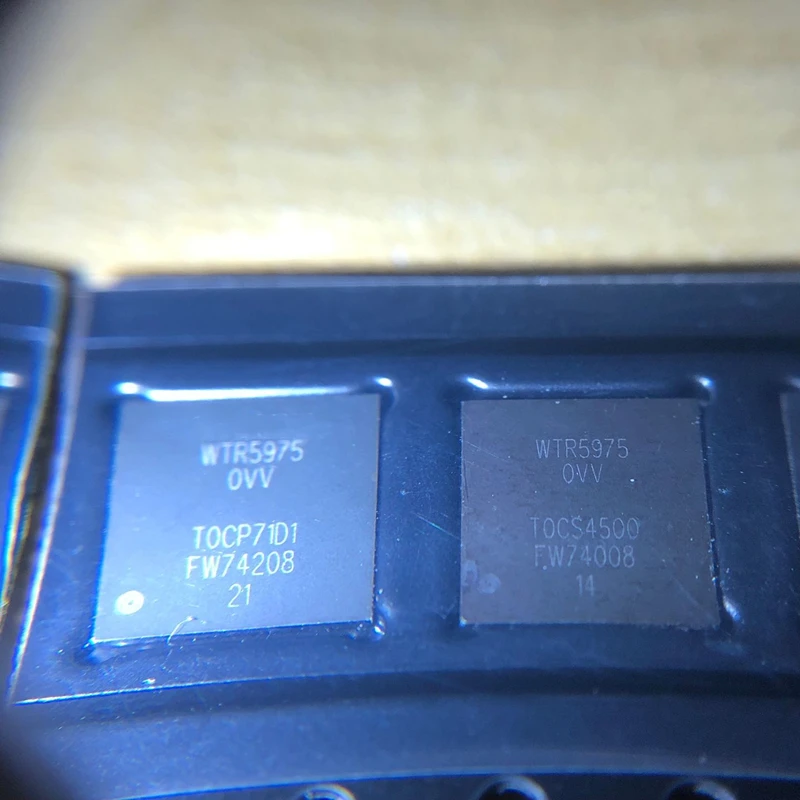 WTR5975
0VV
TOCP71D1
FW74208
21
WTR5975
0VV
TOCS4500
FW74008
14